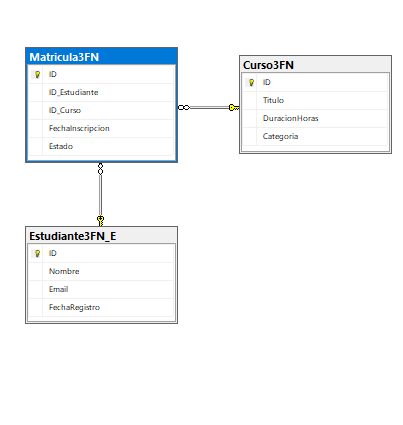 Matricula3FN
ID
ID_Estudiante
ID_Curso
FechaInscripcion
Estado
Curso3FN
ID
Titulo
DuracionHoras
Categoria
Estudiante3FN_E
ID
Nombre
Email
FechaRegistro